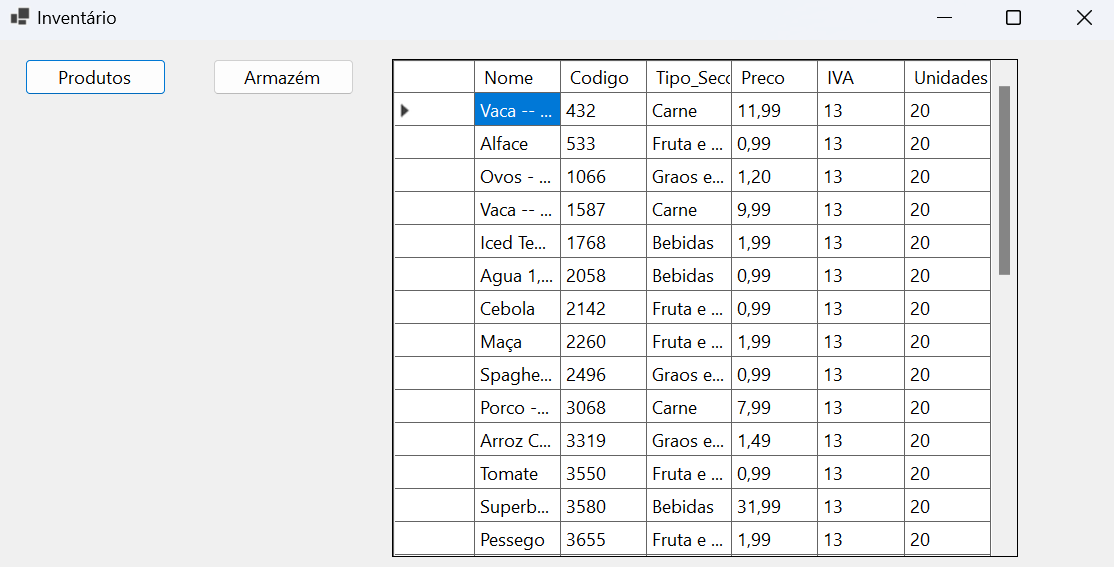 Inventário
Produtos Armazém
Nome Codigo Tipo_Secc Preco IVA Unidades
Vaca -- ... 432 Carne 11,99 13 20
Alface 533 Fruta e ... 0,99 13 20
Ovos - ... 1066 Graos e... 1,20 13 20
Vaca -- ... 1587 Carne 9,99 13 20
Iced Te... 1768 Bebidas 1,99 13 20
Agua 1,... 2058 Bebidas 0,99 13 20
Cebola 2142 Fruta e ... 0,99 13 20
Maça 2260 Fruta e ... 1,99 13 20
Spaghe... 2496 Graos e... 0,99 13 20
Porco -... 3068 Carne 7,99 13 20
Arroz C... 3319 Graos e... 1,49 13 20
Tomate 3550 Fruta e ... 0,99 13 20
Superb... 3580 Bebidas 31,99 13 20
Pessego 3655 Fruta e ... 1,99 13 20